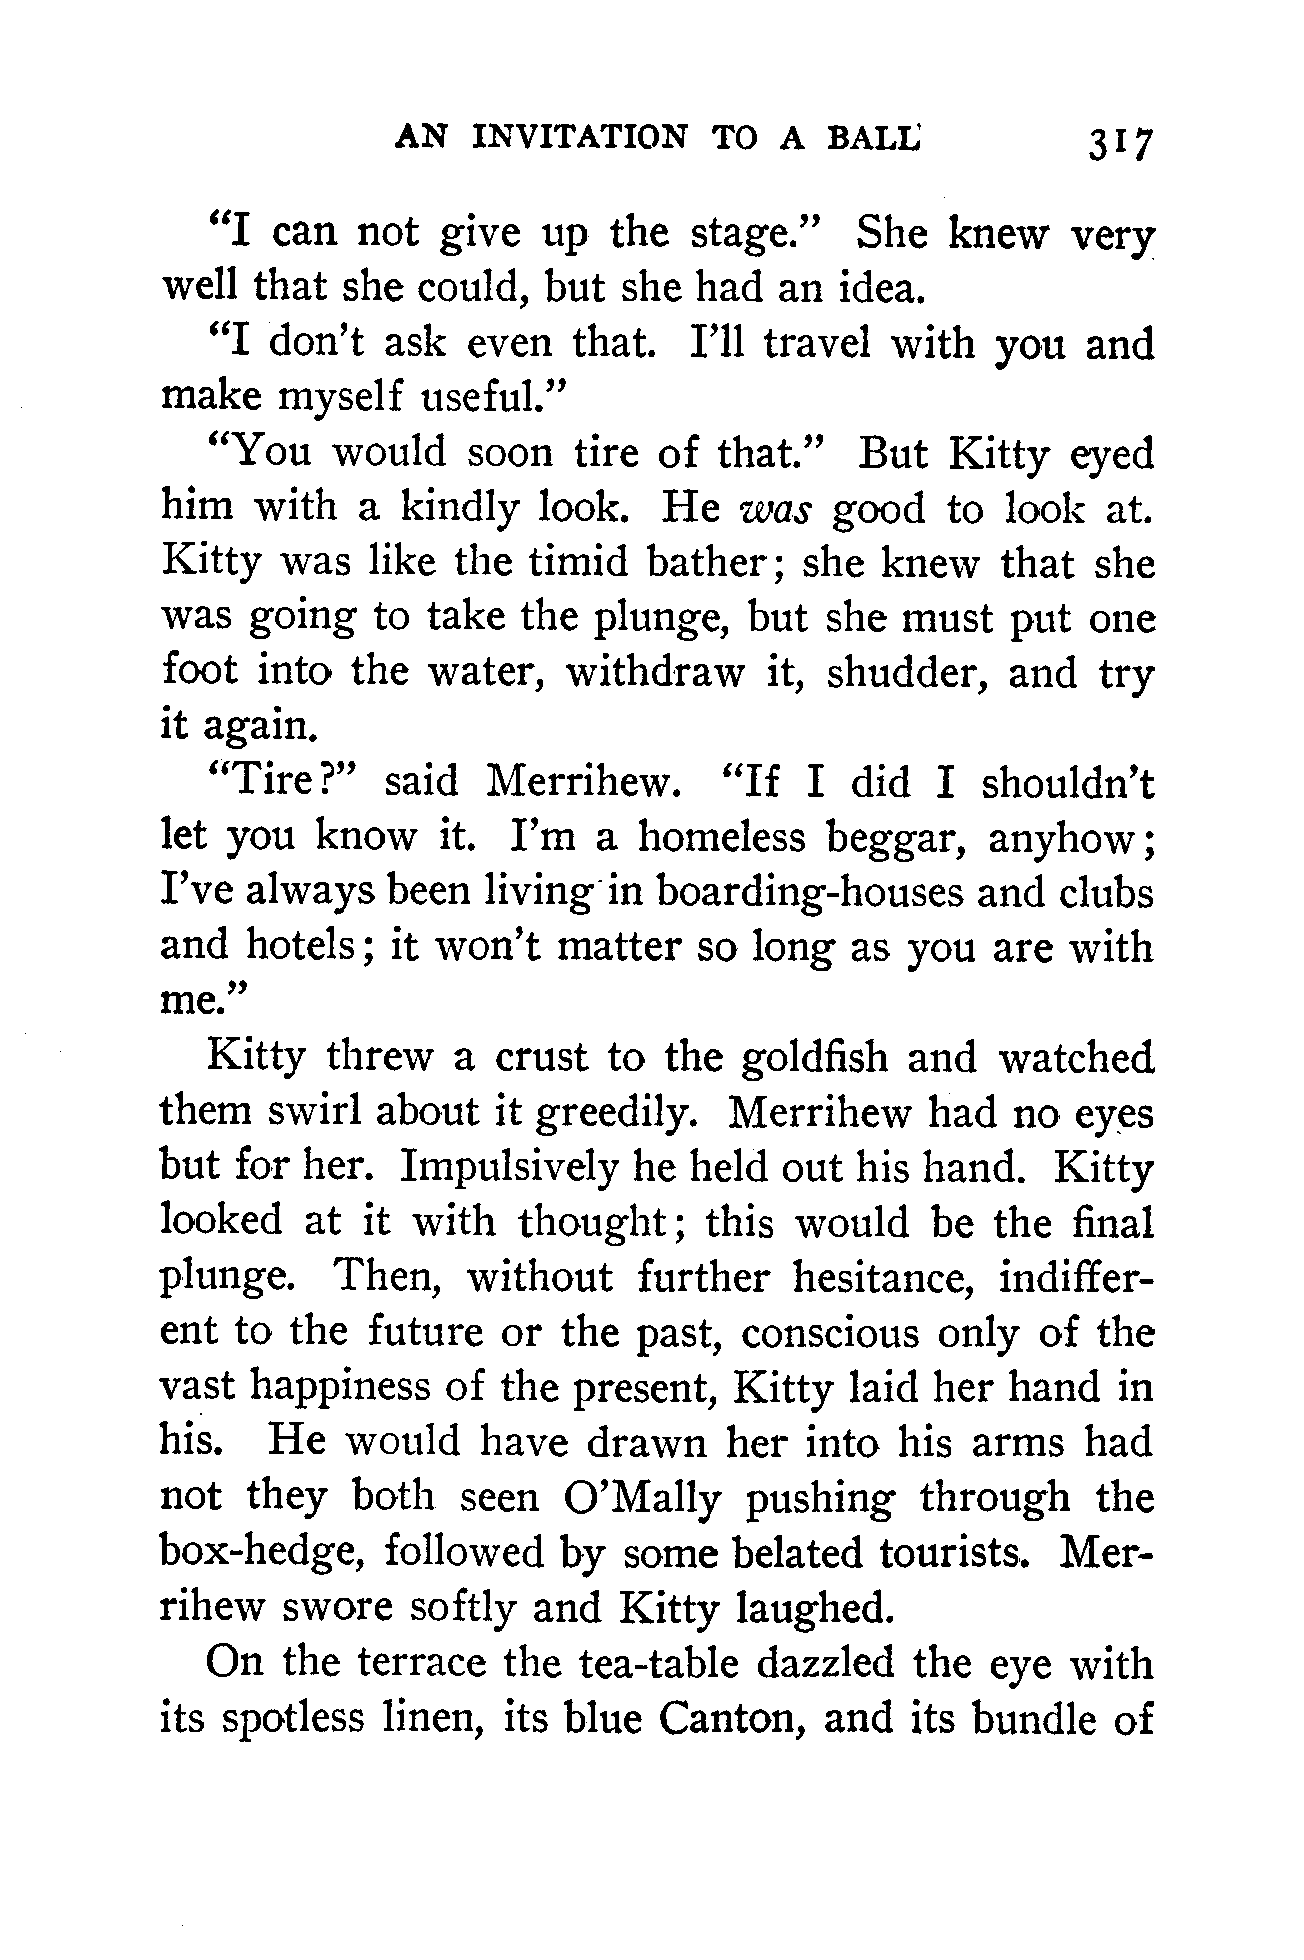 AN INVITATION TO A BALL 317
“I can not give up the stage.” She knew very
well that she could, but she had an idea.
“I don’t ask even that. I’ll travel with you and
make myself useful.”
“You would soon tire of that.” But Kitty eyed
him with a kindly look. He was good to look at.
Kitty was like the timid bather; she knew that she
was going to take the plunge, but she must put one
foot into the water, withdraw it, shudder, and try
it again.
“Tire?” said Merrihew. “If I did I shouldn’t
let you know it. I’m a homeless beggar, anyhow;
I’ve always been living in boarding-houses and clubs
and hotels; it won’t matter so long as you are with
me.”
Kitty threw a crust to the goldfish and watched
them swirl about it greedily. Merrihew had no eyes
but for her. Impulsively he held out his hand. Kitty
looked at it with thought; this would be the final
plunge. Then, without further hesitance, indiffer-
ent to the future or the past, conscious only of the
vast happiness of the present, Kitty laid her hand in
his. He would have drawn her into his arms had
not they both seen O’Mally pushing through the
box-hedge, followed by some belated tourists. Mer-
rihew swore softly and Kitty laughed.
On the terrace the tea-table dazzled the eye with
its spotless linen, its blue Canton, and its bundle of